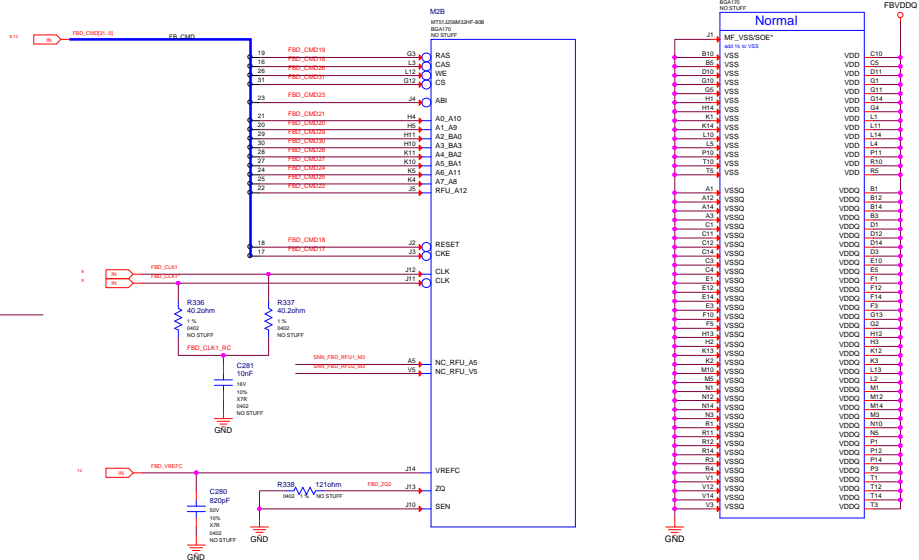 M2B
MT51J256M32HF-80B
BGA170
NO STUFF
9,12
IN
FBD_CMD[31..0]
FB_CMD
19 FBD_CMD19 G3 RAS
16 FBD_CMD16 L3 CAS
26 FBD_CMD26 L12 WE
31 FBD_CMD31 G12 CS
23 FBD_CMD23 J4 ABI
21 FBD_CMD21 H4 A0_A10
20 FBD_CMD20 H5 A1_A9
29 FBD_CMD29 H11 A2_BA0
30 FBD_CMD30 H10 A3_BA3
28 FBD_CMD28 K11 A4_BA2
27 FBD_CMD27 K10 A5_BA1
24 FBD_CMD24 K5 A6_A11
25 FBD_CMD25 K4 A7_A8
22 FBD_CMD22 J5 RFU_A12
18 FBD_CMD18 J2 RESET
17 FBD_CMD17 J3 CKE
IN FBD_CLK1 J12 CLK
IN FBD_CLK1* J11 CLK
R336
40.2ohm
1 %
0402
NO STUFF
R337
40.2ohm
1 %
0402
NO STUFF
FBD_CLK1_RC
C281
10nF
16V
10%
X7R
0402
NO STUFF
GND
SNN_FBD_RFU1_M3 A5 NC_RFU_A5
SNN_FBD_RFU2_M3 V5 NC_RFU_V5
12 IN FBD_VREFC J14 VREFC
R338 121ohm FBD_ZQ2 J13 ZQ
0402 1 % NO STUFF
J10 SEN
C280
820pF
50V
10%
X7R
0402
NO STUFF
GND
GND
BGA170
NO STUFF
FBVDDQ
Normal
J1 MF_VSS/SOE*
add 1k to VSS
B10 VSS VDD C10
B5 VSS VDD C5
D10 VSS VDD D11
G10 VSS VDD G1
G5 VSS VDD G11
H1 VSS VDD G14
H14 VSS VDD G4
K1 VSS VDD L1
K14 VSS VDD L11
L10 VSS VDD L14
L5 VSS VDD L4
P10 VSS VDD P11
T10 VSS VDD R10
T5 VSS VDD R5
A1 VSSQ VDDQ B1
A12 VSSQ VDDQ B12
A14 VSSQ VDDQ B14
A3 VSSQ VDDQ B3
C1 VSSQ VDDQ D1
C11 VSSQ VDDQ D12
C12 VSSQ VDDQ D14
C14 VSSQ VDDQ D3
C3 VSSQ VDDQ E10
C4 VSSQ VDDQ E5
E1 VSSQ VDDQ F1
E12 VSSQ VDDQ F12
E14 VSSQ VDDQ F14
E3 VSSQ VDDQ F3
F10 VSSQ VDDQ G13
F5 VSSQ VDDQ G2
H13 VSSQ VDDQ H12
H2 VSSQ VDDQ H3
K13 VSSQ VDDQ K12
K2 VSSQ VDDQ K3
M10 VSSQ VDDQ L13
M5 VSSQ VDDQ L2
N1 VSSQ VDDQ M1
N12 VSSQ VDDQ M12
N14 VSSQ VDDQ M14
N3 VSSQ VDDQ M3
R1 VSSQ VDDQ N10
R11 VSSQ VDDQ N5
R12 VSSQ VDDQ P1
R14 VSSQ VDDQ P12
R3 VSSQ VDDQ P14
R4 VSSQ VDDQ P3
V1 VSSQ VDDQ T1
V12 VSSQ VDDQ T12
V14 VSSQ VDDQ T14
V3 VSSQ VDDQ T3
GND